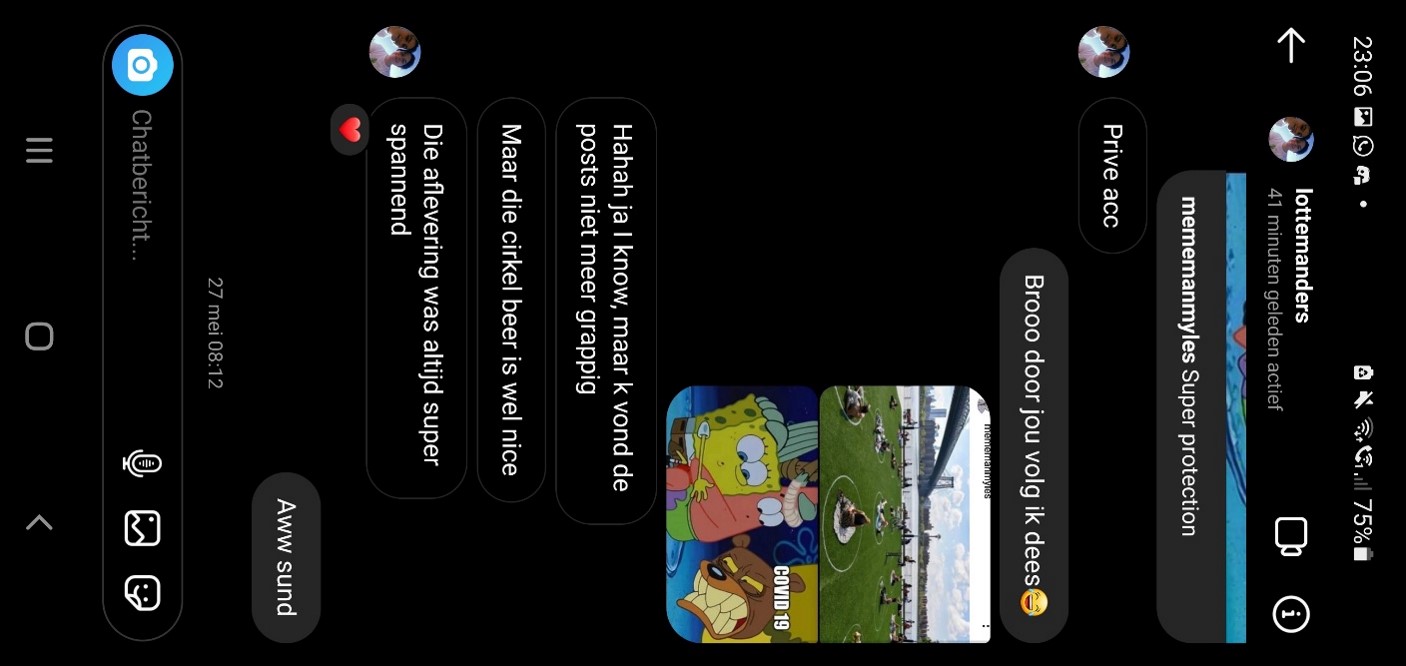 23:06
75%
lottemanders
41 minuten geleden actief
mememanmyles Super protection
Prive acc
Brooo door jou volg ik dees😂
mememanmyles
COVID 19
Hahah ja I know, maar k vond de
posts niet meer grappig
Maar die cirkel beer is wel nice
Die aflevering was altijd super
spannend
Aww sund
27 mei 08:12
Chatbericht...